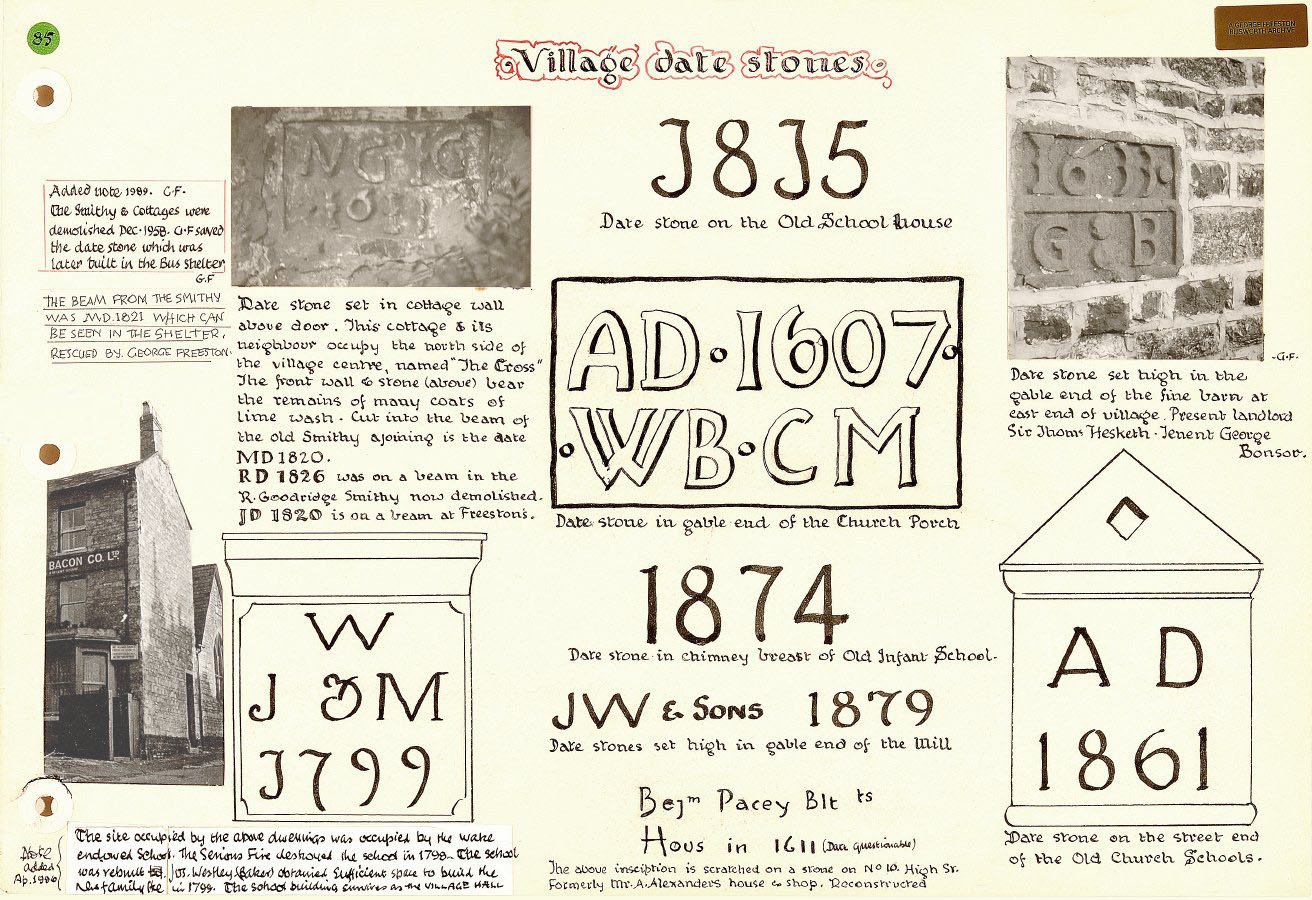 85
A GEORGE FREESTON
BLISWORTH ARCHIVE
Village date stones
Added note 1989. G.F.
The Smithy & Cottages were
demolished Dec. 1958. G.F saved
the date stone which was
later built in the Bus Shelter
G.F
THE BEAM FROM THE SMITHY
WAS MD.1821 WHICH CAN
BE SEEN IN THE SHELTER,
RESCUED BY. GEORGE FREESTON.
Date stone set in cottage wall
above door. This cottage & its
neighbour occupy the north side of
the village centre, named "The Cross"
The front wall & stone (above) bear
the remains of many coats of
lime wash. Cut into the beam of
the old Smithy ajoining is the date
MD 1820.
RD 1826 was on a beam in the
R. Goodridge Smithy now demolished.
JD 1820 is on a beam at Freestons.
BACON CO. LTD
W
J & M
J799
The site occupied by the above dwellings was occupied by the wake
endowed School. The Serious Fire destroyed the school in 1798. The school
was rebuilt Jos. Westley (Baker) obtained sufficient space to build the
in 1799. The school building survives as the VILLAGE HALL
Note
added
Ap. 1986
J8J5
Date stone on the Old School house
AD·1607·
·WB·CM
Date stone in gable end of the Church Porch
1874
Date stone in chimney breast of Old Infant School.
JW & SONS 1879
Date stones set high in gable end of the Mill
Bejm Pacey Blt ts
Hous in 1611 (Date questionable)
The above insciption is scratched on a stone on No 10. High Sr.
Formerly Mr. A. Alexanders house & shop. Reconstructed
1633·
G B
-G.F.
Date stone set high in the
gable end of the fine barn at
east end of village. Present landlord
Sir Thoms Hesketh. Tenent George
Bonsor.
A D
1861
Date stone on the street end
of the Old Church Schools.